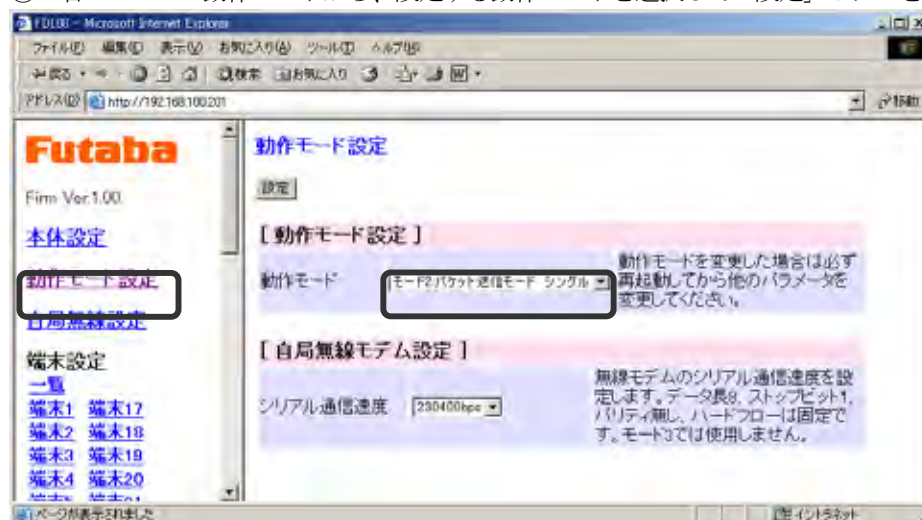 FDL08 - Microsoft Internet Explorer
ファイル(F) 編集(E) 表示(V) お気に入り(A) ツール(T) ヘルプ(H)
戻る 検索 お気に入り
アドレス(D) http://192.168.100.201 移動
Futaba
Firm Ver.1.00.
本体設定
動作モード設定
自局無線設定
端末設定
一覧
端末1 端末17
端末2 端末18
端末3 端末19
端末4 端末20
動作モード設定
設定
[ 動作モード設定 ]
動作モード
モード2パケット送信モード シングル
動作モードを変更した場合は必ず
再起動してから他のパラメータを
変更してください。
[ 自局無線モデム設定 ]
シリアル通信速度
230400bps
無線モデムのシリアル通信速度を設
定します。データ長8、ストップビット1、
パリティ無し、ハードフローは固定で
す。モード3では使用しません。
ページが表示されました
イントラネット